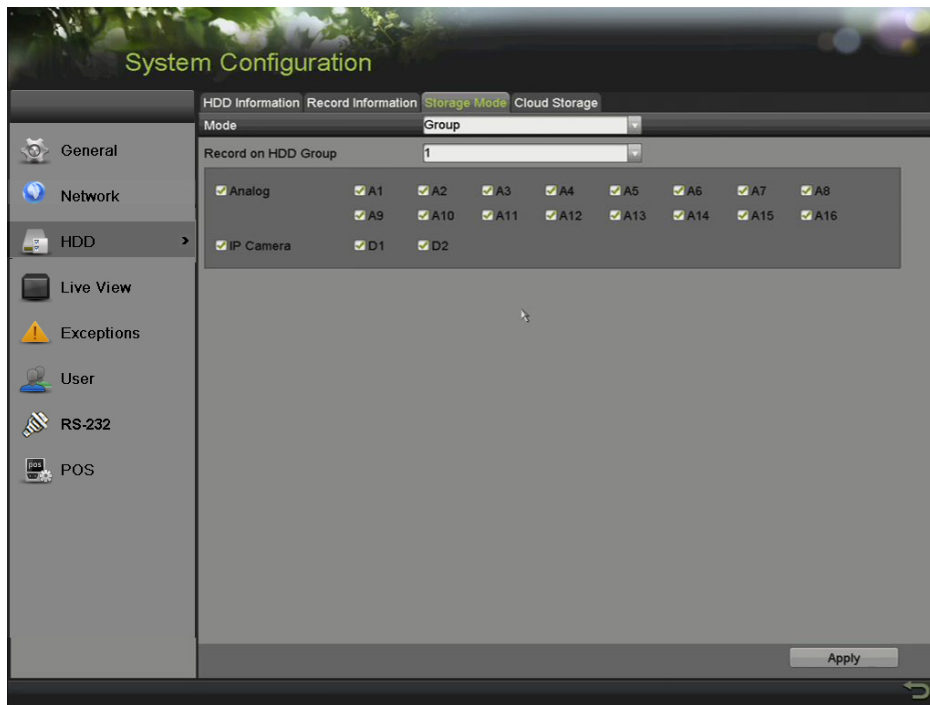 System Configuration
HDD Information Record Information Storage Mode Cloud Storage
Mode Group
Record on HDD Group 1
Analog A1 A2 A3 A4 A5 A6 A7 A8
A9 A10 A11 A12 A13 A14 A15 A16
IP Camera D1 D2
General
Network
HDD >
Live View
Exceptions
User
RS-232
pos
POS
Apply